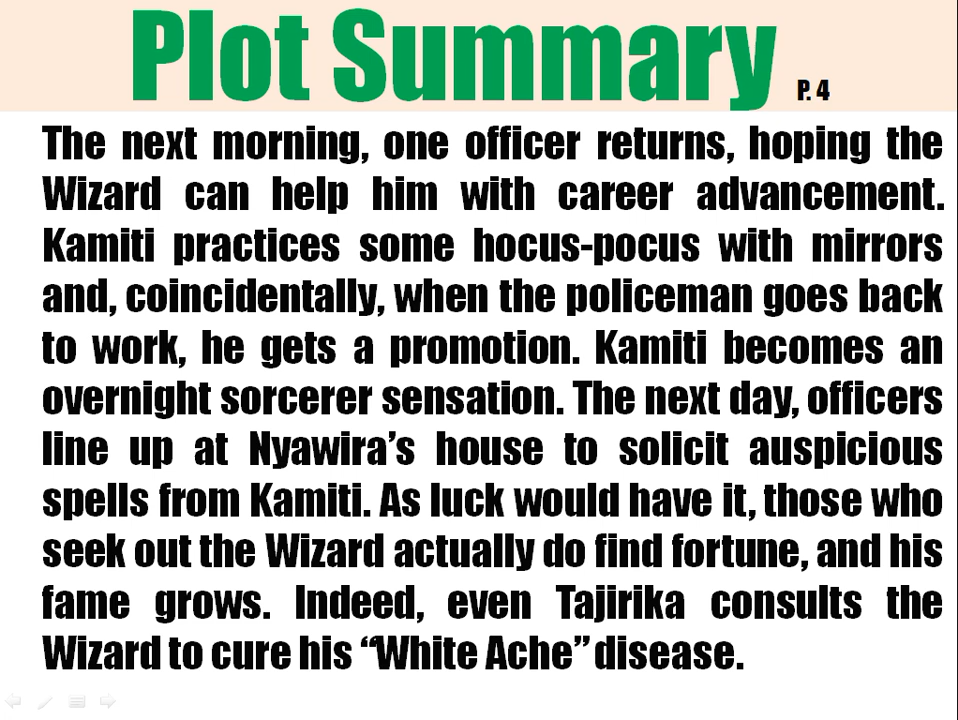 Plot Summary P. 4
The next morning, one officer returns, hoping the
Wizard can help him with career advancement.
Kamiti practices some hocus-pocus with mirrors
and, coincidentally, when the policeman goes back
to work, he gets a promotion. Kamiti becomes an
overnight sorcerer sensation. The next day, officers
line up at Nyawira’s house to solicit auspicious
spells from Kamiti. As luck would have it, those who
seek out the Wizard actually do find fortune, and his
fame grows. Indeed, even Tajirika consults the
Wizard to cure his “White Ache” disease.